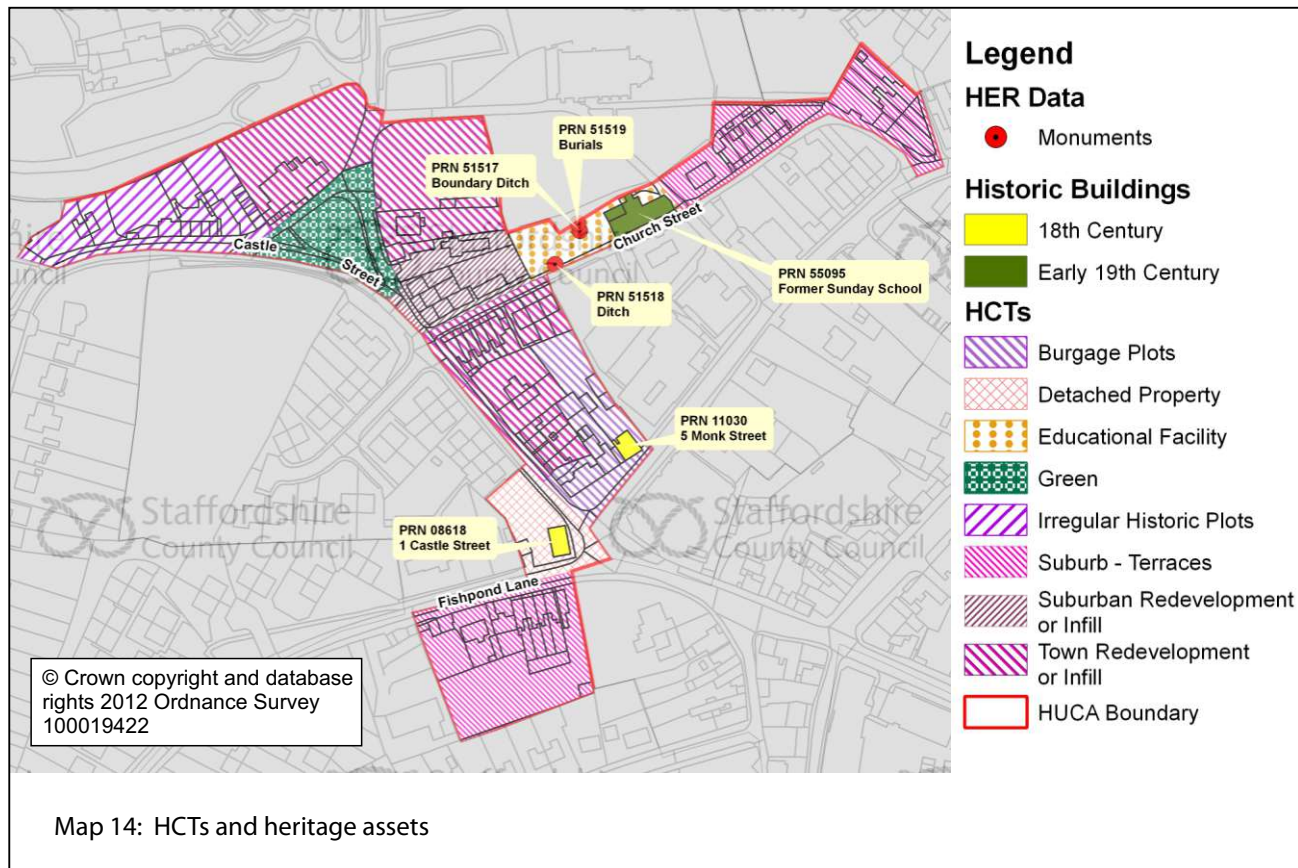 PRN 51519
Burials
PRN 51517
Boundary Ditch
Church Street
Castle
Street
PRN 55095
Former Sunday School
PRN 51518
Ditch
PRN 11030
5 Monk Street
Staffordshire
County Council
Staffordshire
County Council
PRN 08618
1 Castle Street
Fishpond Lane
© Crown copyright and database
rights 2012 Ordnance Survey
100019422
Legend
HER Data
Monuments
Historic Buildings
18th Century
Early 19th Century
HCTs
Burgage Plots
Detached Property
Educational Facility
Green
Irregular Historic Plots
Suburb - Terraces
Suburban Redevelopment
or Infill
Town Redevelopment
or Infill
HUCA Boundary
Map 14: HCTs and heritage assets